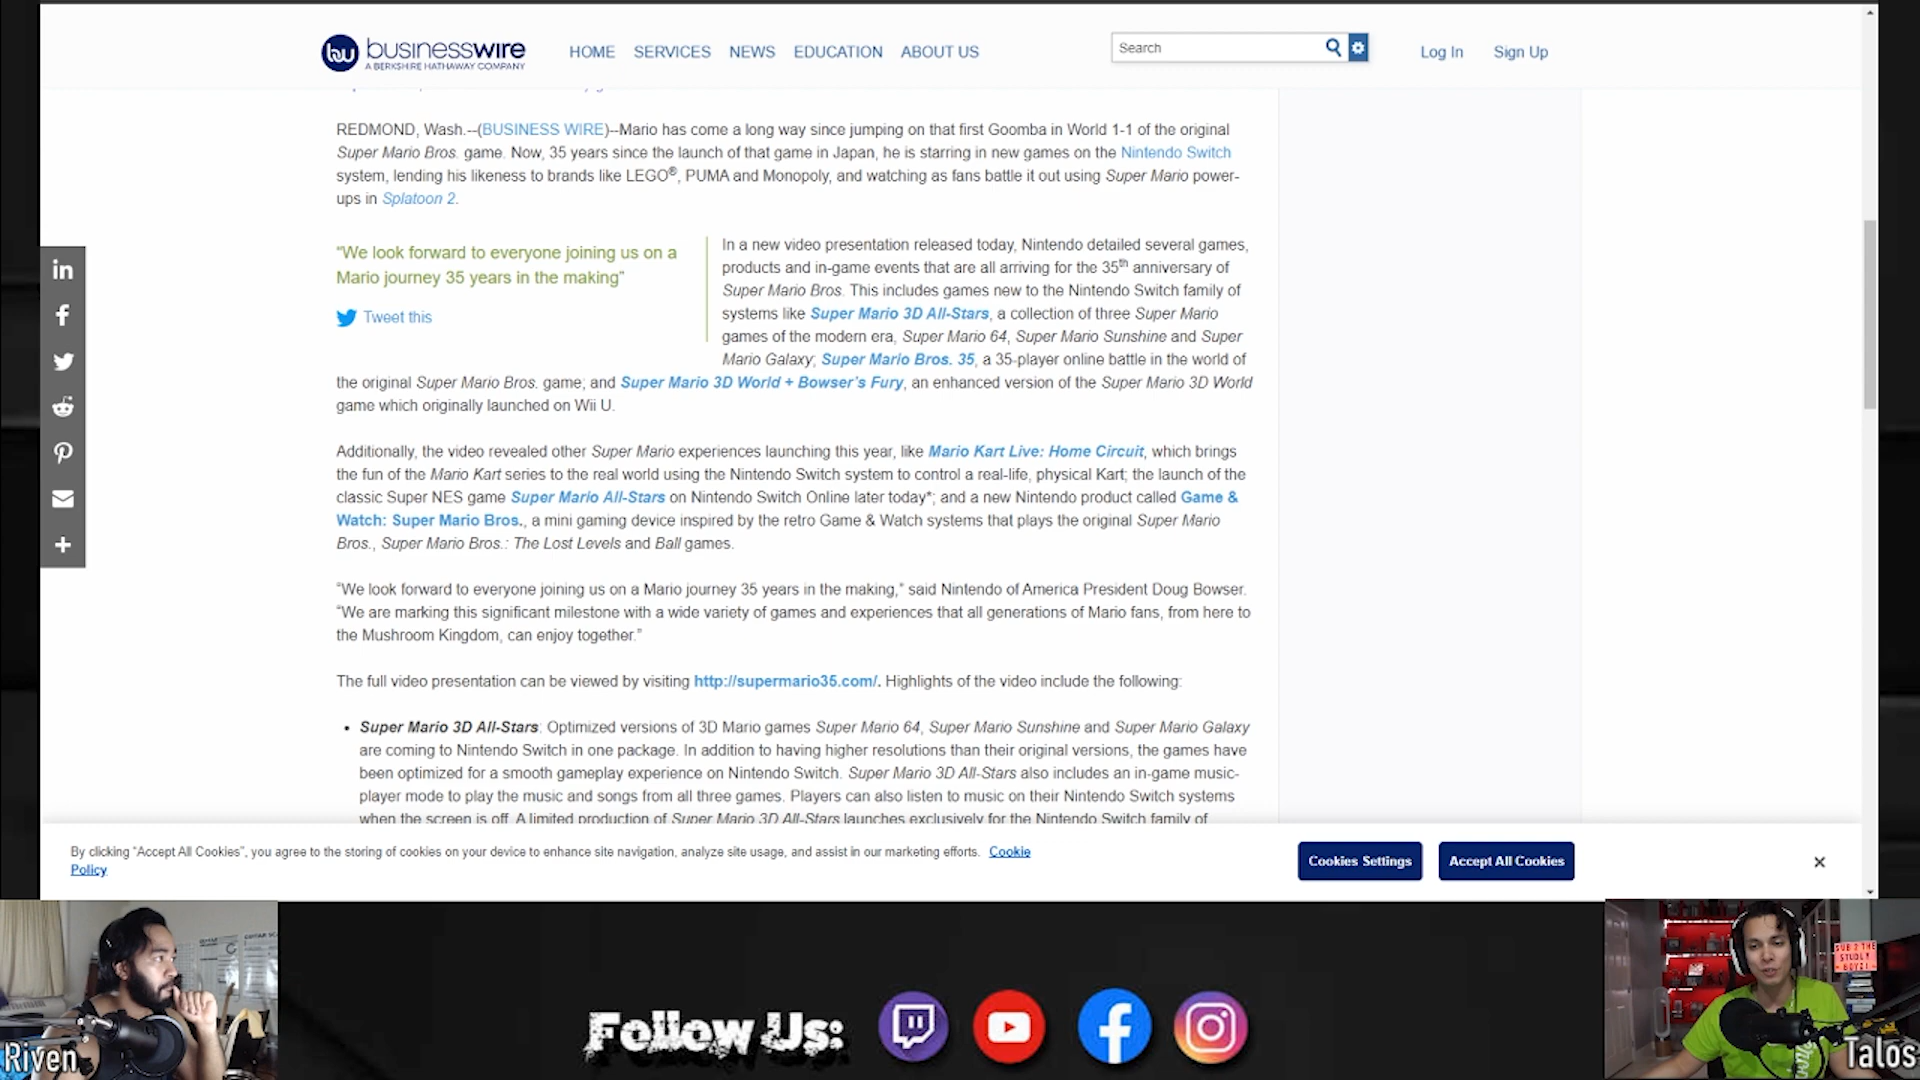 businesswire
A BERKSHIRE HATHAWAY COMPANY
HOME SERVICES NEWS EDUCATION ABOUT US
Search
Log In Sign Up
REDMOND, Wash.--(BUSINESS WIRE)--Mario has come a long way since jumping on that first Goomba in World 1-1 of the original
Super Mario Bros. game. Now, 35 years since the launch of that game in Japan, he is starring in new games on the Nintendo Switch
system, lending his likeness to brands like LEGO®, PUMA and Monopoly, and watching as fans battle it out using Super Mario power-
ups in Splatoon 2.
“We look forward to everyone joining us on a
Mario journey 35 years in the making”
Tweet this
In a new video presentation released today, Nintendo detailed several games,
products and in-game events that are all arriving for the 35th anniversary of
Super Mario Bros. This includes games new to the Nintendo Switch family of
systems like Super Mario 3D All-Stars, a collection of three Super Mario
games of the modern era, Super Mario 64, Super Mario Sunshine and Super
Mario Galaxy; Super Mario Bros. 35, a 35-player online battle in the world of
the original Super Mario Bros. game; and Super Mario 3D World + Bowser’s Fury, an enhanced version of the Super Mario 3D World
game which originally launched on Wii U.
Additionally, the video revealed other Super Mario experiences launching this year, like Mario Kart Live: Home Circuit, which brings
the fun of the Mario Kart series to the real world using the Nintendo Switch system to control a real-life, physical Kart; the launch of the
classic Super NES game Super Mario All-Stars on Nintendo Switch Online later today*; and a new Nintendo product called Game &
Watch: Super Mario Bros., a mini gaming device inspired by the retro Game & Watch systems that plays the original Super Mario
Bros., Super Mario Bros.: The Lost Levels and Ball games.
“We look forward to everyone joining us on a Mario journey 35 years in the making,” said Nintendo of America President Doug Bowser.
“We are marking this significant milestone with a wide variety of games and experiences that all generations of Mario fans, from here to
the Mushroom Kingdom, can enjoy together.”
The full video presentation can be viewed by visiting http://supermario35.com/. Highlights of the video include the following:
• Super Mario 3D All-Stars: Optimized versions of 3D Mario games Super Mario 64, Super Mario Sunshine and Super Mario Galaxy
are coming to Nintendo Switch in one package. In addition to having higher resolutions than their original versions, the games have
been optimized for a smooth gameplay experience on Nintendo Switch. Super Mario 3D All-Stars also includes an in-game music-
player mode to play the music and songs from all three games. Players can also listen to music on their Nintendo Switch systems
when the screen is off. A limited production of Super Mario 3D All-Stars launches exclusively for the Nintendo Switch family of
By clicking “Accept All Cookies”, you agree to the storing of cookies on your device to enhance site navigation, analyze site usage, and assist in our marketing efforts. Cookie
Policy
Cookies Settings
Accept All Cookies
SUB 2 THE
STUDLY
BOYZ!
Riven
Follow Us:
Talos